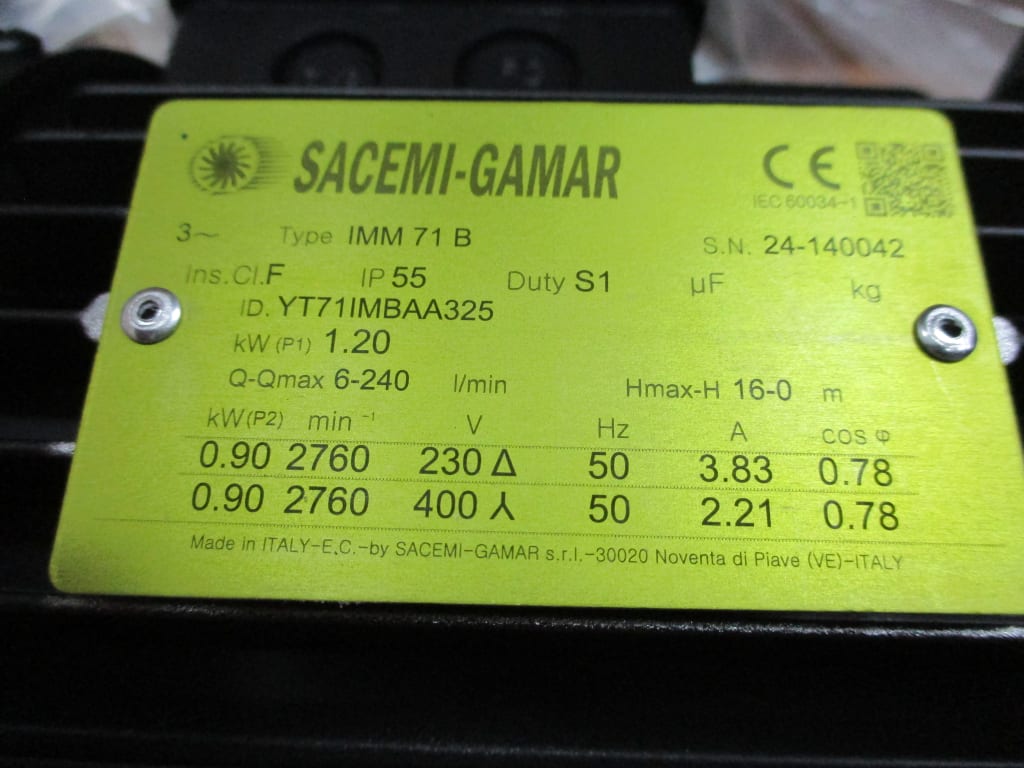 SACEMI-GAMAR CE
IEC 60034-1
3~ Type IMM 71 B S.N. 24-140042
Ins.Cl.F IP 55 Duty S1 µF kg
ID. YT71IMBAA325
kW (P1) 1.20
Q-Qmax 6-240 l/min Hmax-H 16-0 m
kW(P2) min -1 V Hz A cos φ
0.90 2760 230 Δ 50 3.83 0.78
0.90 2760 400 ⅄ 50 2.21 0.78
Made in ITALY-E.C.-by SACEMI-GAMAR s.r.l.-30020 Noventa di Piave (VE)-ITALY